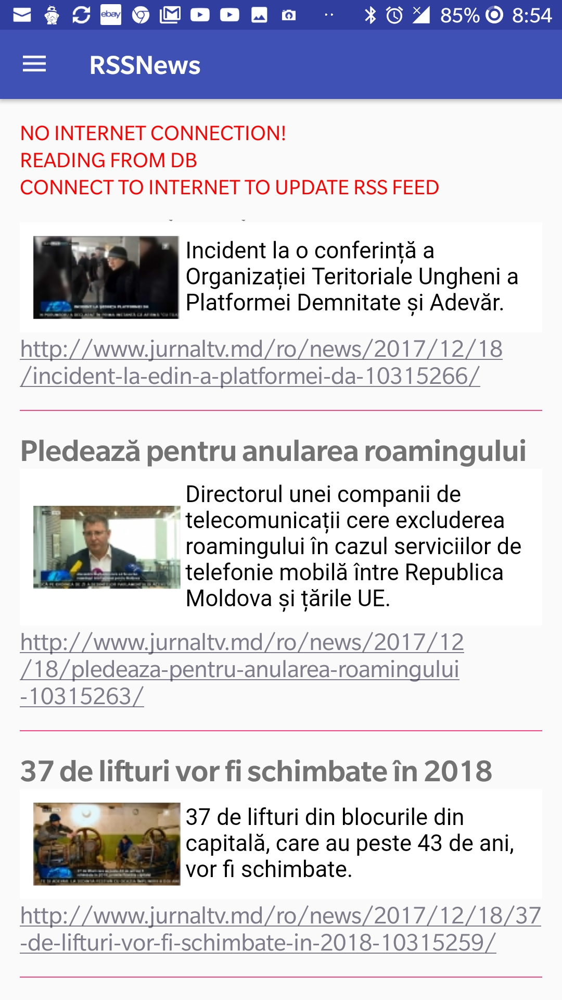 ebay
85%
8:54
RSSNews
NO INTERNET CONNECTION!
READING FROM DB
CONNECT TO INTERNET TO UPDATE RSS FEED
Incident la o conferință a
Organizației Teritoriale Ungheni a
Platformei Demnitate și Adevăr.
http://www.jurnaltv.md/ro/news/2017/12/18
/incident-la-edin-a-platformei-da-10315266/
Pledează pentru anularea roamingului
Directorul unei companii de
telecomunicații cere excluderea
roamingului în cazul serviciilor de
telefonie mobilă între Republica
Moldova și țările UE.
http://www.jurnaltv.md/ro/news/2017/12
/18/pledeaza-pentru-anularea-roamingului
-10315263/
37 de lifturi vor fi schimbate în 2018
37 de lifturi din blocurile din
capitală, care au peste 43 de ani,
vor fi schimbate.
http://www.jurnaltv.md/ro/news/2017/12/18/37
-de-lifturi-vor-fi-schimbate-in-2018-10315259/